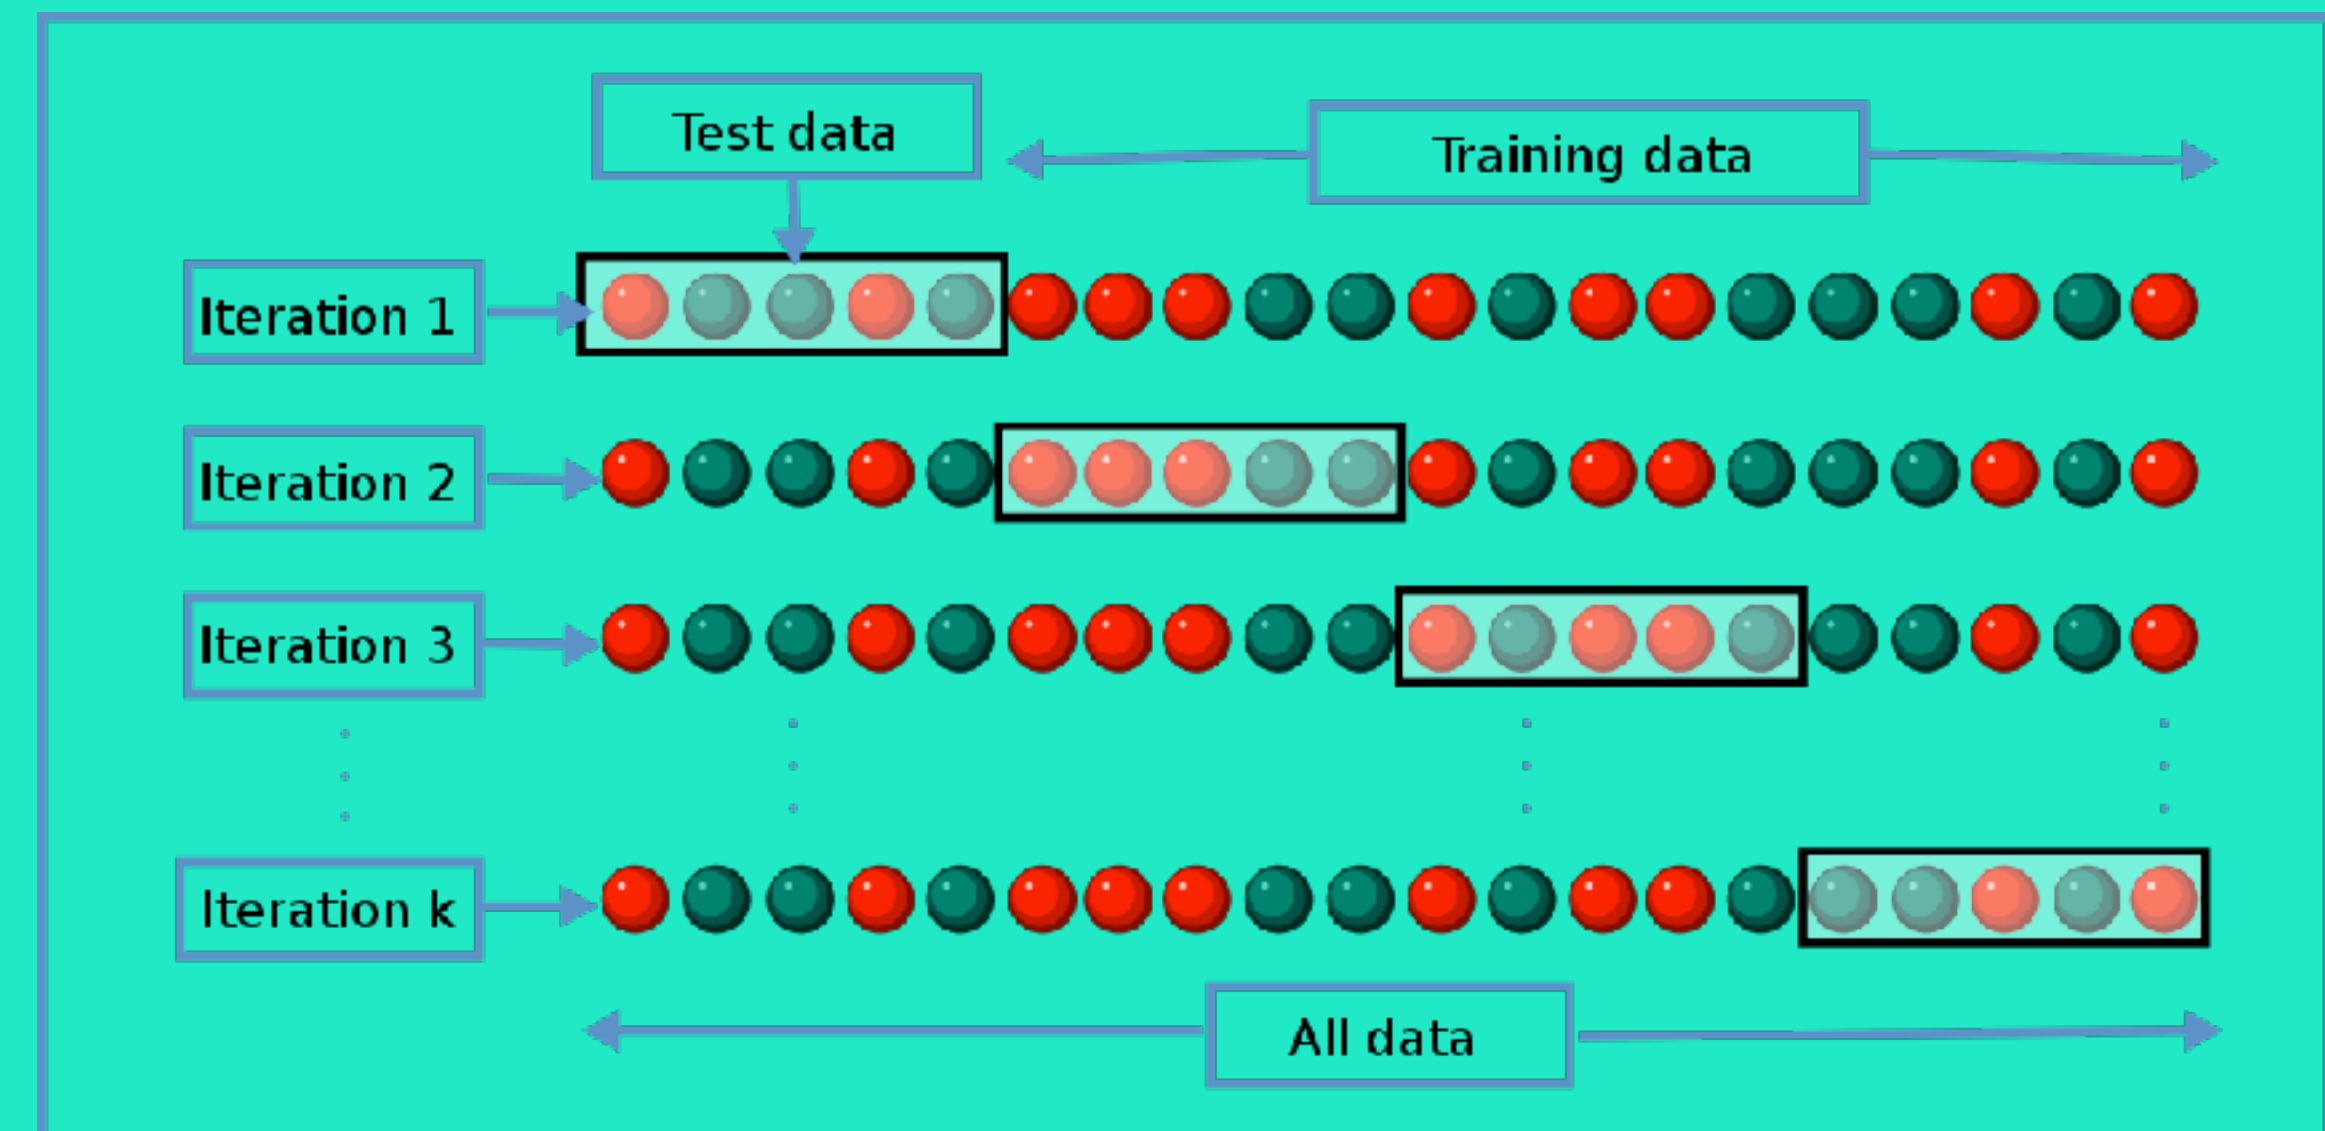 Test data
Training data
Iteration 1
Iteration 2
Iteration 3
Iteration k
All data